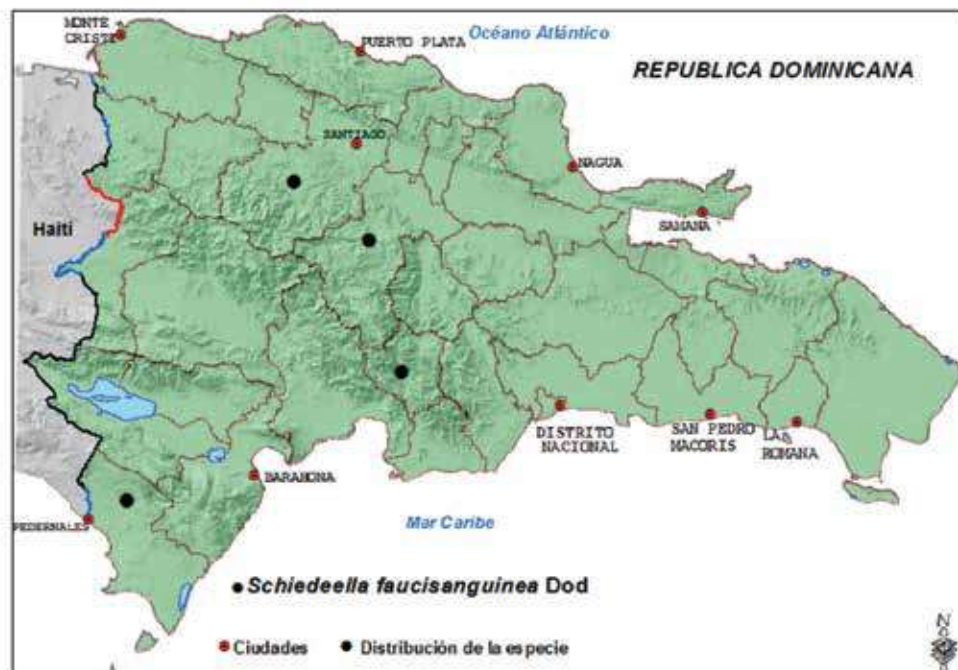 MONTE
CRISTI
PUERTO PLATA
Océano Atlántico
REPUBLICA DOMINICANA
SANTIAGO
NAGUA
Haití
SAMANA
DISTRITO
NACIONAL
SAN PEDRO
MACORIS
LA
ROMANA
BARAHONA
PEDERNALES
Mar Caribe
Schiedeella faucisanguinea Dod
Ciudades
Distribución de la especie
N